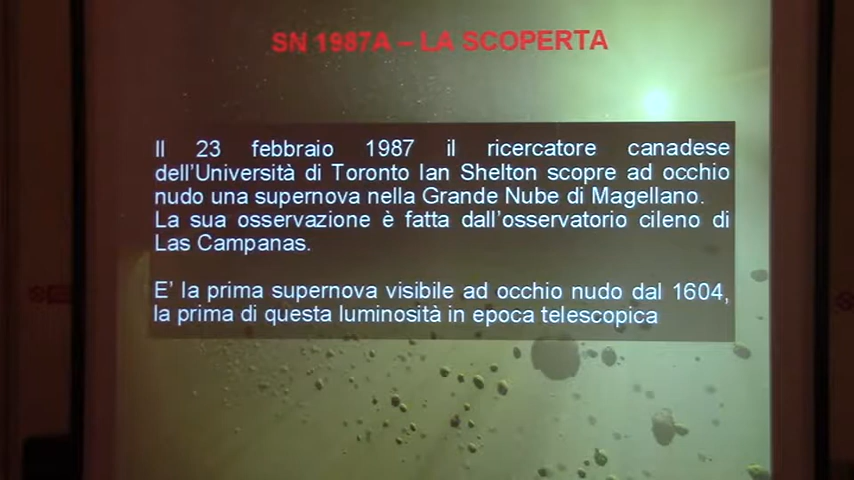 SN 1987A – LA SCOPERTA
Il 23 febbraio 1987 il ricercatore canadese
dell'Università di Toronto Ian Shelton scopre ad occhio
nudo una supernova nella Grande Nube di Magellano.
La sua osservazione è fatta dall'osservatorio cileno di
Las Campanas.
E' la prima supernova visibile ad occhio nudo dal 1604,
la prima di questa luminosità in epoca telescopica